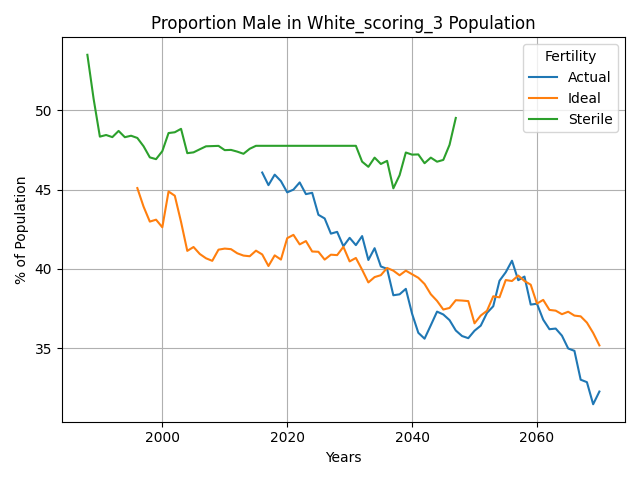 Proportion Male in White_scoring_3 Population
Fertility
Actual
Ideal
Sterile
% of Population
50
45
40
35
2000
2020
2040
2060
Years